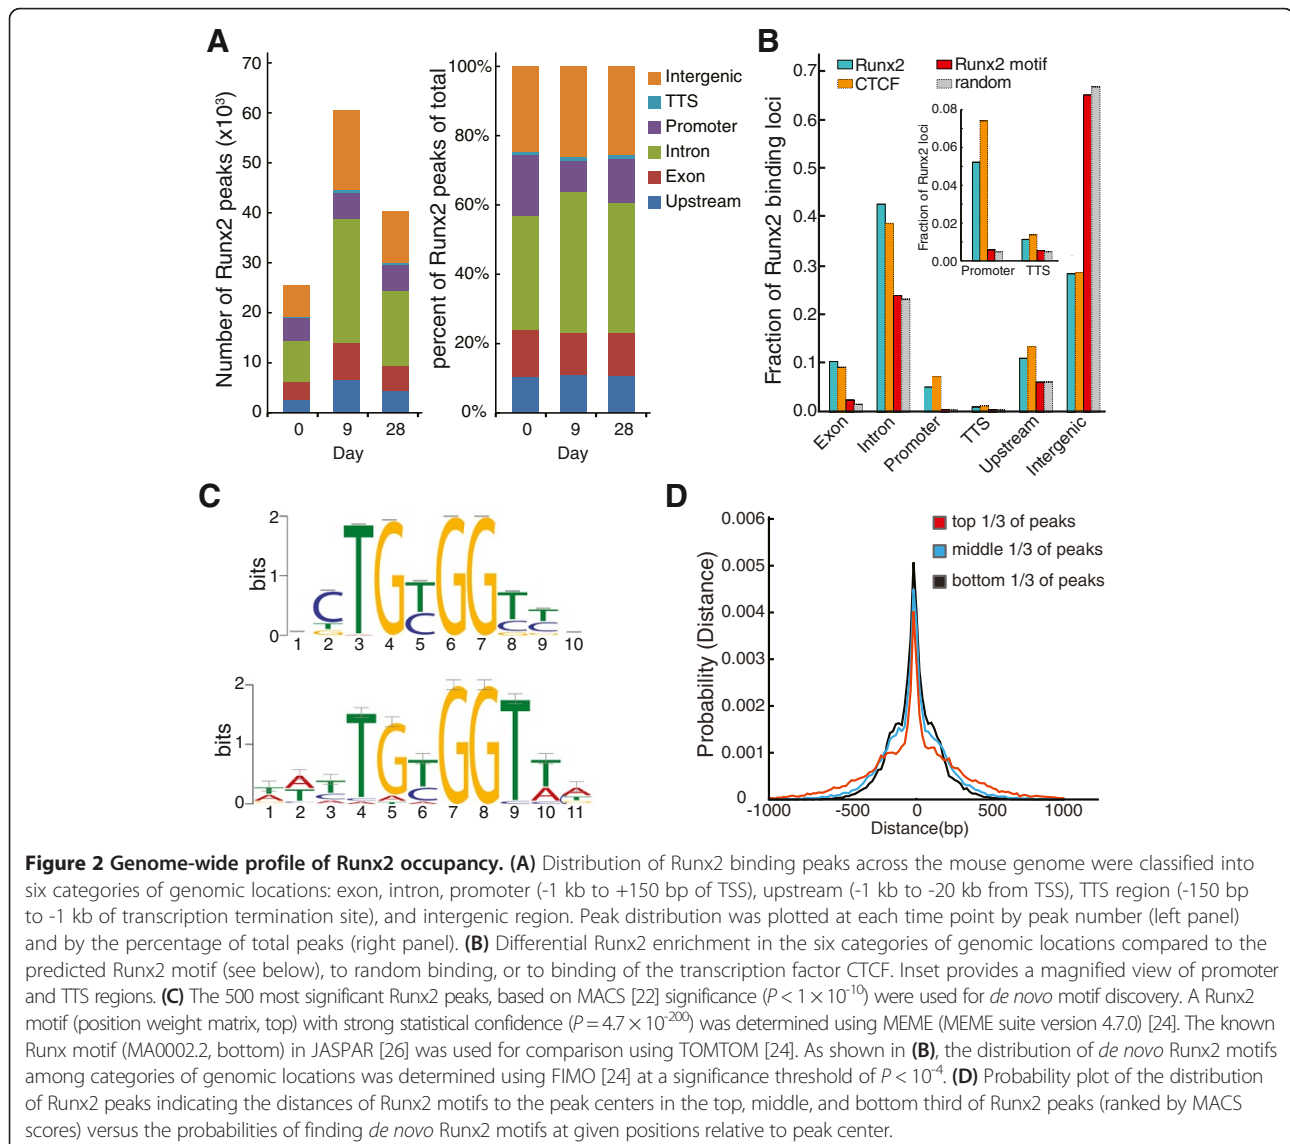 A
Number of Runx2 peaks (x10³)
70
60
50
40
30
20
10
0
0 9 28
Day
percent of Runx2 peaks of total
100%
80%
60%
40%
20%
0%
0 9 28
Day
Intergenic
TTS
Promoter
Intron
Exon
Upstream
B
Fraction of Runx2 binding loci
0.7
0.6
0.5
0.4
0.3
0.2
0.1
0.0
Runx2 Runx2 motif
CTCF random
Fraction of Runx2 loci
0.08
0.06
0.04
0.02
0.00
Promoter TTS
Exon Intron Promoter TTS Upstream Intergenic
C
bits
2
1
0
1 2 3 4 5 6 7 8 9 10
bits
2
1
0
1 2 3 4 5 6 7 8 9 10 11
D
Probability (Distance)
0.006
0.005
0.004
0.003
0.002
0.001
0
top 1/3 of peaks
middle 1/3 of peaks
bottom 1/3 of peaks
-1000 -500 0 500 1000
Distance(bp)
Figure 2 Genome-wide profile of Runx2 occupancy. (A) Distribution of Runx2 binding peaks across the mouse genome were classified into
six categories of genomic locations: exon, intron, promoter (-1 kb to +150 bp of TSS), upstream (-1 kb to -20 kb from TSS), TTS region (-150 bp
to -1 kb of transcription termination site), and intergenic region. Peak distribution was plotted at each time point by peak number (left panel)
and by the percentage of total peaks (right panel). (B) Differential Runx2 enrichment in the six categories of genomic locations compared to the
predicted Runx2 motif (see below), to random binding, or to binding of the transcription factor CTCF. Inset provides a magnified view of promoter
and TTS regions. (C) The 500 most significant Runx2 peaks, based on MACS [22] significance (P < 1 × 10⁻¹⁰) were used for de novo motif discovery. A Runx2
motif (position weight matrix, top) with strong statistical confidence (P = 4.7 × 10⁻²⁰⁰) was determined using MEME (MEME suite version 4.7.0) [24]. The known
Runx motif (MA0002.2, bottom) in JASPAR [26] was used for comparison using TOMTOM [24]. As shown in (B), the distribution of de novo Runx2 motifs
among categories of genomic locations was determined using FIMO [24] at a significance threshold of P < 10⁻⁴. (D) Probability plot of the distribution
of Runx2 peaks indicating the distances of Runx2 motifs to the peak centers in the top, middle, and bottom third of Runx2 peaks (ranked by MACS
scores) versus the probabilities of finding de novo Runx2 motifs at given positions relative to peak center.